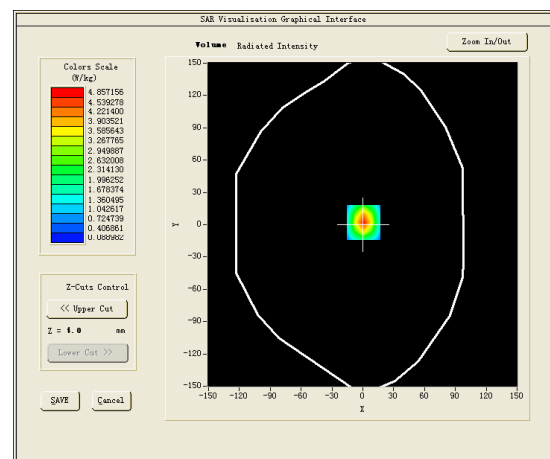 SAR Visualisation Graphical Interface
Volume Radiated Intensity
Zoom In/Out
Colors Scale
(W/kg)
4.857156
4.539278
4.221400
3.903521
3.585643
3.267765
2.949887
2.632008
2.314130
1.996252
1.678374
1.360495
1.042617
0.724739
0.406861
0.088982
150
120
90
60
30
0
-30
-60
-90
-120
-150
Y
-150 -120 -90 -60 -30 0 30 60 90 120 150
X
Z-Cuts Control
<< Upper Cut
Z = 4.0 mm
Lower Cut >>
SAVE Cancel